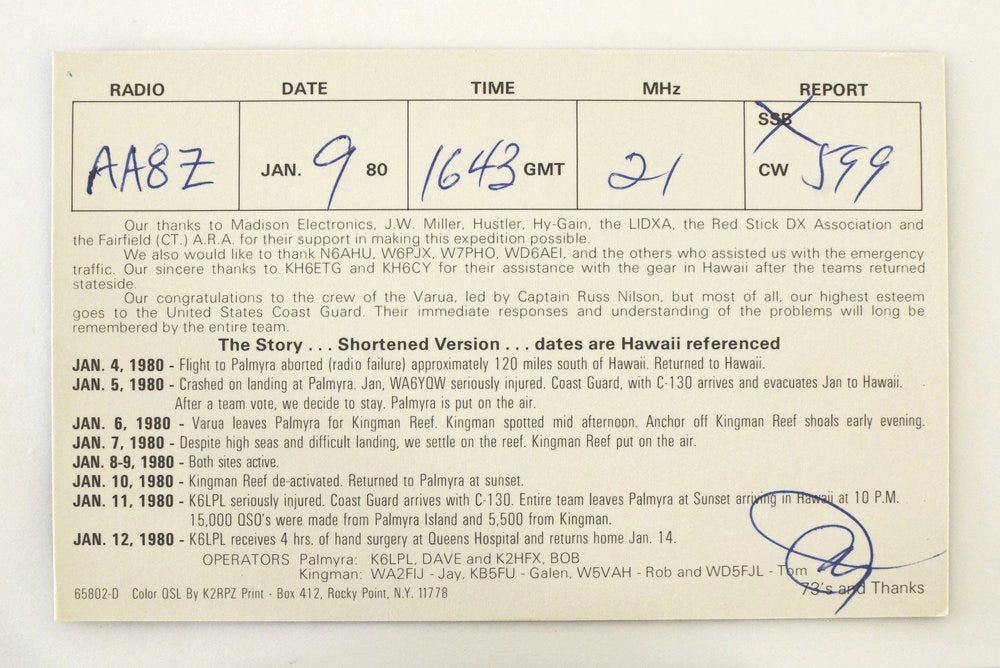 RADIO DATE TIME MHz REPORT
SSB
AA8Z JAN. 9 80 1643 GMT 21 CW 599
Our thanks to Madison Electronics, J.W. Miller, Hustler, Hy-Gain, the LIDXA, the Red Stick DX Association and
the Fairfield (CT.) A.R.A. for their support in making this expedition possible.
We also would like to thank N6AHU, W6PJX, W7PHO, WD6AEI, and the others who assisted us with the emergency
traffic. Our sincere thanks to KH6ETG and KH6CY for their assistance with the gear in Hawaii after the teams returned
stateside.
Our congratulations to the crew of the Varua, led by Captain Russ Nilson, but most of all, our highest esteem
goes to the United States Coast Guard. Their immediate responses and understanding of the problems will long be
remembered by the entire team.
The Story . . . Shortened Version . . . dates are Hawaii referenced
JAN. 4, 1980 - Flight to Palmyra aborted (radio failure) approximately 120 miles south of Hawaii. Returned to Hawaii.
JAN. 5, 1980 - Crashed on landing at Palmyra. Jan, WA6YQW seriously injured. Coast Guard, with C-130 arrives and evacuates Jan to Hawaii.
After a team vote, we decide to stay. Palmyra is put on the air.
JAN. 6, 1980 - Varua leaves Palmyra for Kingman Reef. Kingman spotted mid afternoon. Anchor off Kingman Reef shoals early evening.
JAN. 7, 1980 - Despite high seas and difficult landing, we settle on the reef. Kingman Reef put on the air.
JAN. 8-9, 1980 - Both sites active.
JAN. 10, 1980 - Kingman Reef de-activated. Returned to Palmyra at sunset.
JAN. 11, 1980 - K6LPL seriously injured. Coast Guard arrives with C-130. Entire team leaves Palmyra at Sunset arriving in Hawaii at 10 P.M.
15,000 QSO's were made from Palmyra Island and 5,500 from Kingman.
JAN. 12, 1980 - K6LPL receives 4 hrs. of hand surgery at Queens Hospital and returns home Jan. 14.
OPERATORS Palmyra: K6LPL, DAVE and K2HFX, BOB
Kingman: WA2FIJ - Jay, KB5FU - Galen, W5VAH - Rob and WD5FJL - Tom
73's and Thanks
65802-D Color QSL By K2RPZ Print - Box 412, Rocky Point, N.Y. 11778